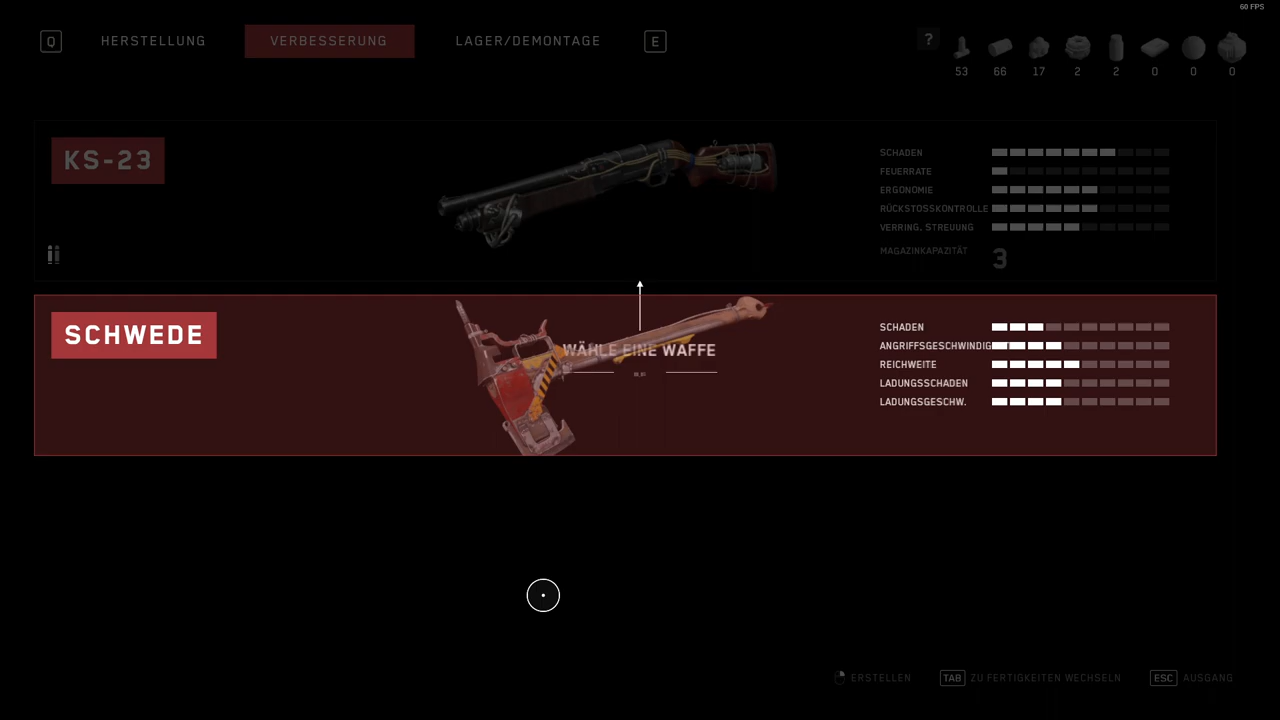 60 FPS
Q HERSTELLUNG VERBESSERUNG LAGER/DEMONTAGE E
?
53 66 17 2 2 0 0 0
KS-23
SCHADEN
FEUERRATE
ERGONOMIE
RÜCKSTOSSKONTROLLE
VERRING. STREUUNG
MAGAZINKAPAZITÄT 3
SCHWEDE
WÄHLE EINE WAFFE
SCHADEN
ANGRIFFSGESCHWINDIG
REICHWEITE
LADUNGSSCHADEN
LADUNGSGESCHW.
ERSTELLEN TAB ZU FERTIGKEITEN WECHSELN ESC AUSGANG